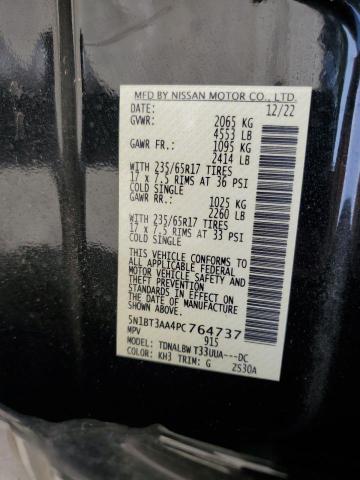 MFD BY NISSAN MOTOR CO., LTD.
DATE: 12/22
GVWR: 2065 KG
4553 LB
GAWR FR: 1095 KG
2414 LB
WITH 235/65R17 TIRES
17 x 7.5 RIMS AT 36 PSI
COLD SINGLE
GAWR RR: 1025 KG
2260 LB
WITH 235/65R17 TIRES
17 x 7.5 RIMS AT 33 PSI
COLD SINGLE
THIS VEHICLE CONFORMS TO
ALL APPLICABLE FEDERAL
MOTOR VEHICLE SAFETY
AND THEFT PREVENTION
STANDARDS IN EFFECT ON
THE DATE OF MANUFACTURE
SHOWN ABOVE.
5N1BT3AA4PC764737
MPV 915
MODEL: TDNALBW T33UUA---DC
COLOR: KH3 TRIM: G ZS30A